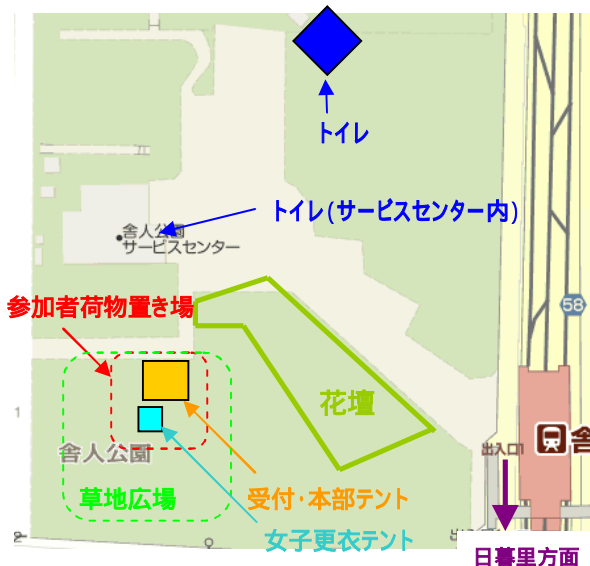 トイレ
トイレ(サービスセンター内)
舎人公園
サービスセンター
58
参加者荷物置き場
花壇
1
舎人公園
出入口1
舎
草地広場
受付・本部テント
女子更衣テント
2
日暮里方面